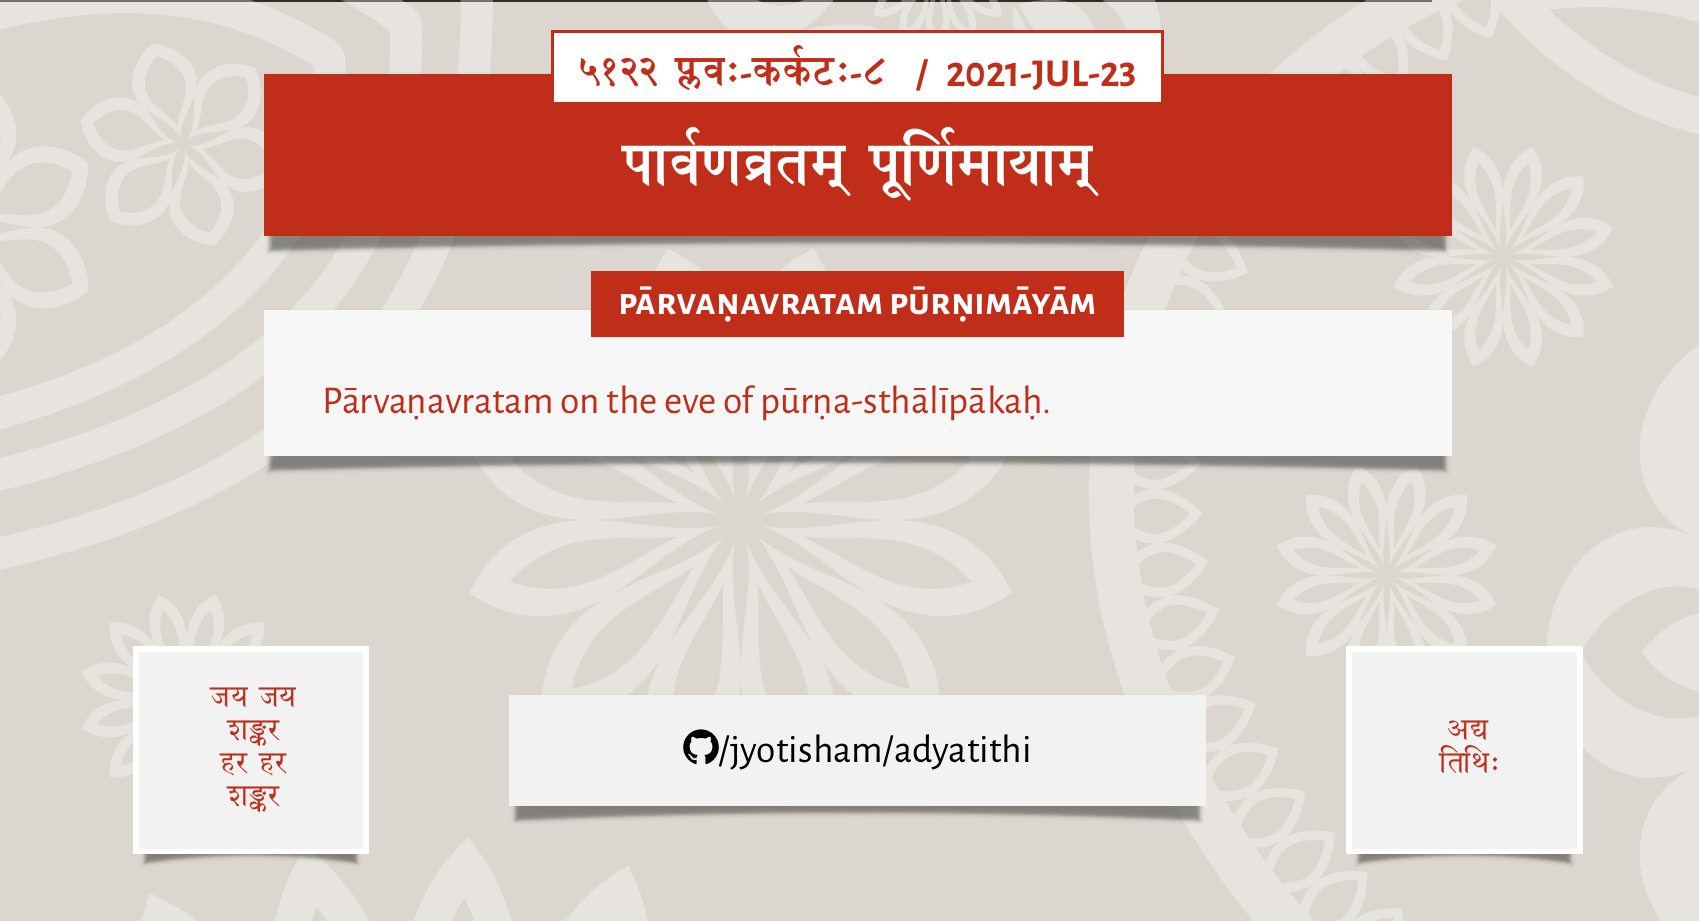 ५१२२ प्लवः-कर्कटः-८ / 2021-JUL-23
पार्वणव्रतम् पूर्णिमायाम्
PĀRVAṆAVRATAM PŪRṆIMĀYĀM
Pārvaṇavratam on the eve of pūrṇa-sthālīpākaḥ.
जय जय
शङ्कर
हर हर
शङ्कर
/jyotisham/adyatithi
अद्य
तिथिः